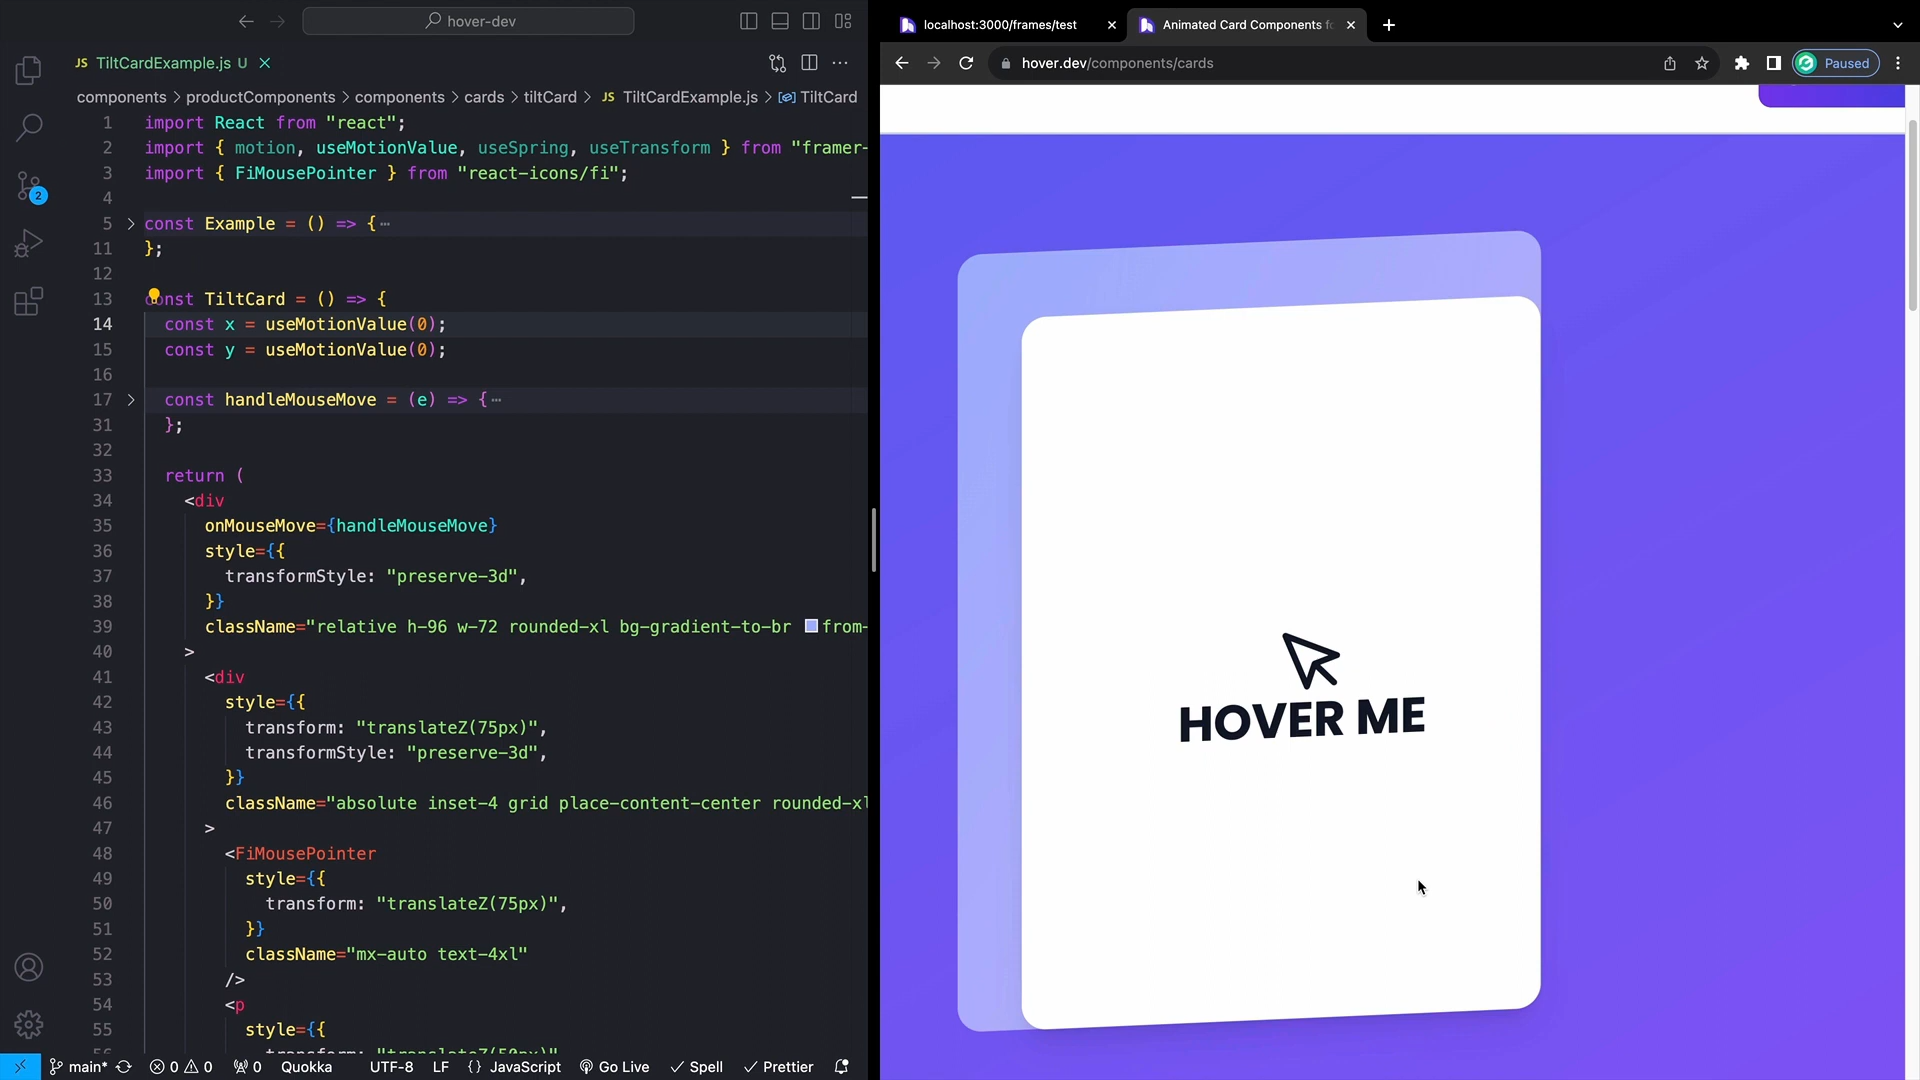 hover-dev
JS TiltCardExample.js U
components > productComponents > components > cards > tiltCard > JS TiltCardExample.js > TiltCard
1 import React from "react";
2 import { motion, useMotionValue, useSpring, useTransform } from "framer-
3 import { FiMousePointer } from "react-icons/fi";
4
5 const Example = () => {⋯
11 };
12
13 const TiltCard = () => {
14 const x = useMotionValue(0);
15 const y = useMotionValue(0);
16
17 const handleMouseMove = (e) => {⋯
31 };
32
33 return (
34 <div
35 onMouseMove={handleMouseMove}
36 style={{
37 transformStyle: "preserve-3d",
38 }}
39 className="relative h-96 w-72 rounded-xl bg-gradient-to-br from-
40 >
41 <div
42 style={{
43 transform: "translateZ(75px)",
44 transformStyle: "preserve-3d",
45 }}
46 className="absolute inset-4 grid place-content-center rounded-xl
47 >
48 <FiMousePointer
49 style={{
50 transform: "translateZ(75px)",
51 }}
52 className="mx-auto text-4xl"
53 />
54 <p
55 style={{
2
main* 0 0 0 Quokka UTF-8 LF {} JavaScript Go Live Spell Prettier
localhost:3000/frames/test
Animated Card Components fo
hover.dev/components/cards
Paused
HOVER ME